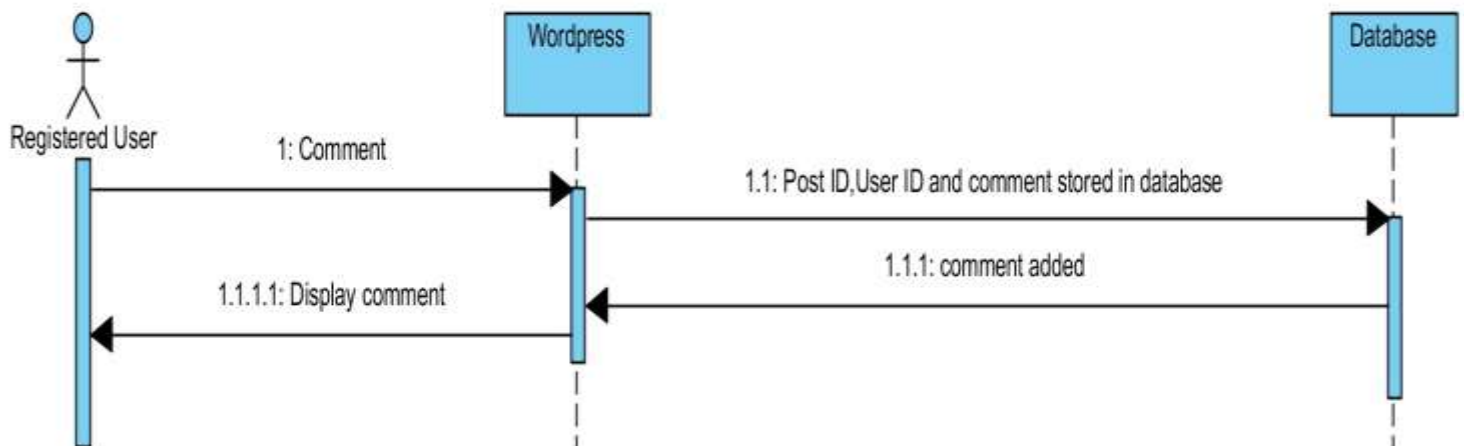 Wordpress
Database
Registered User
1: Comment
1.1: Post ID,User ID and comment stored in database
1.1.1: comment added
1.1.1.1: Display comment